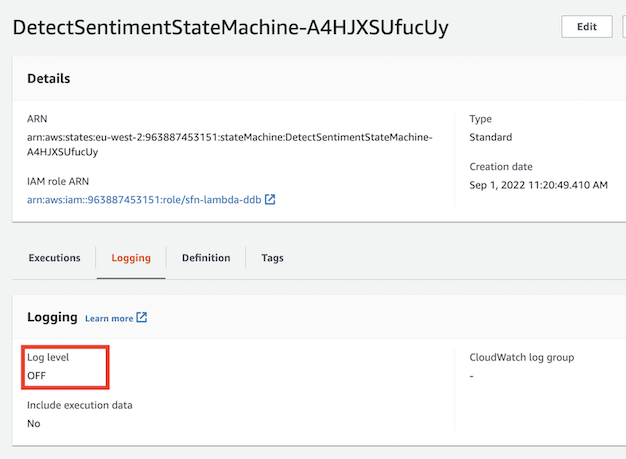 DetectSentimentStateMachine-A4HJXSUfucUy
Edit
Details
ARN
arn:aws:states:eu-west-2:963887453151:stateMachine:DetectSentimentStateMachine-
A4HJXSUfucUy
IAM role ARN
arn:aws:iam::963887453151:role/sfn-lambda-ddb
Type
Standard
Creation date
Sep 1, 2022 11:20:49.410 AM
Executions
Logging
Definition
Tags
Logging Learn more
Log level
OFF
Include execution data
No
CloudWatch log group
-